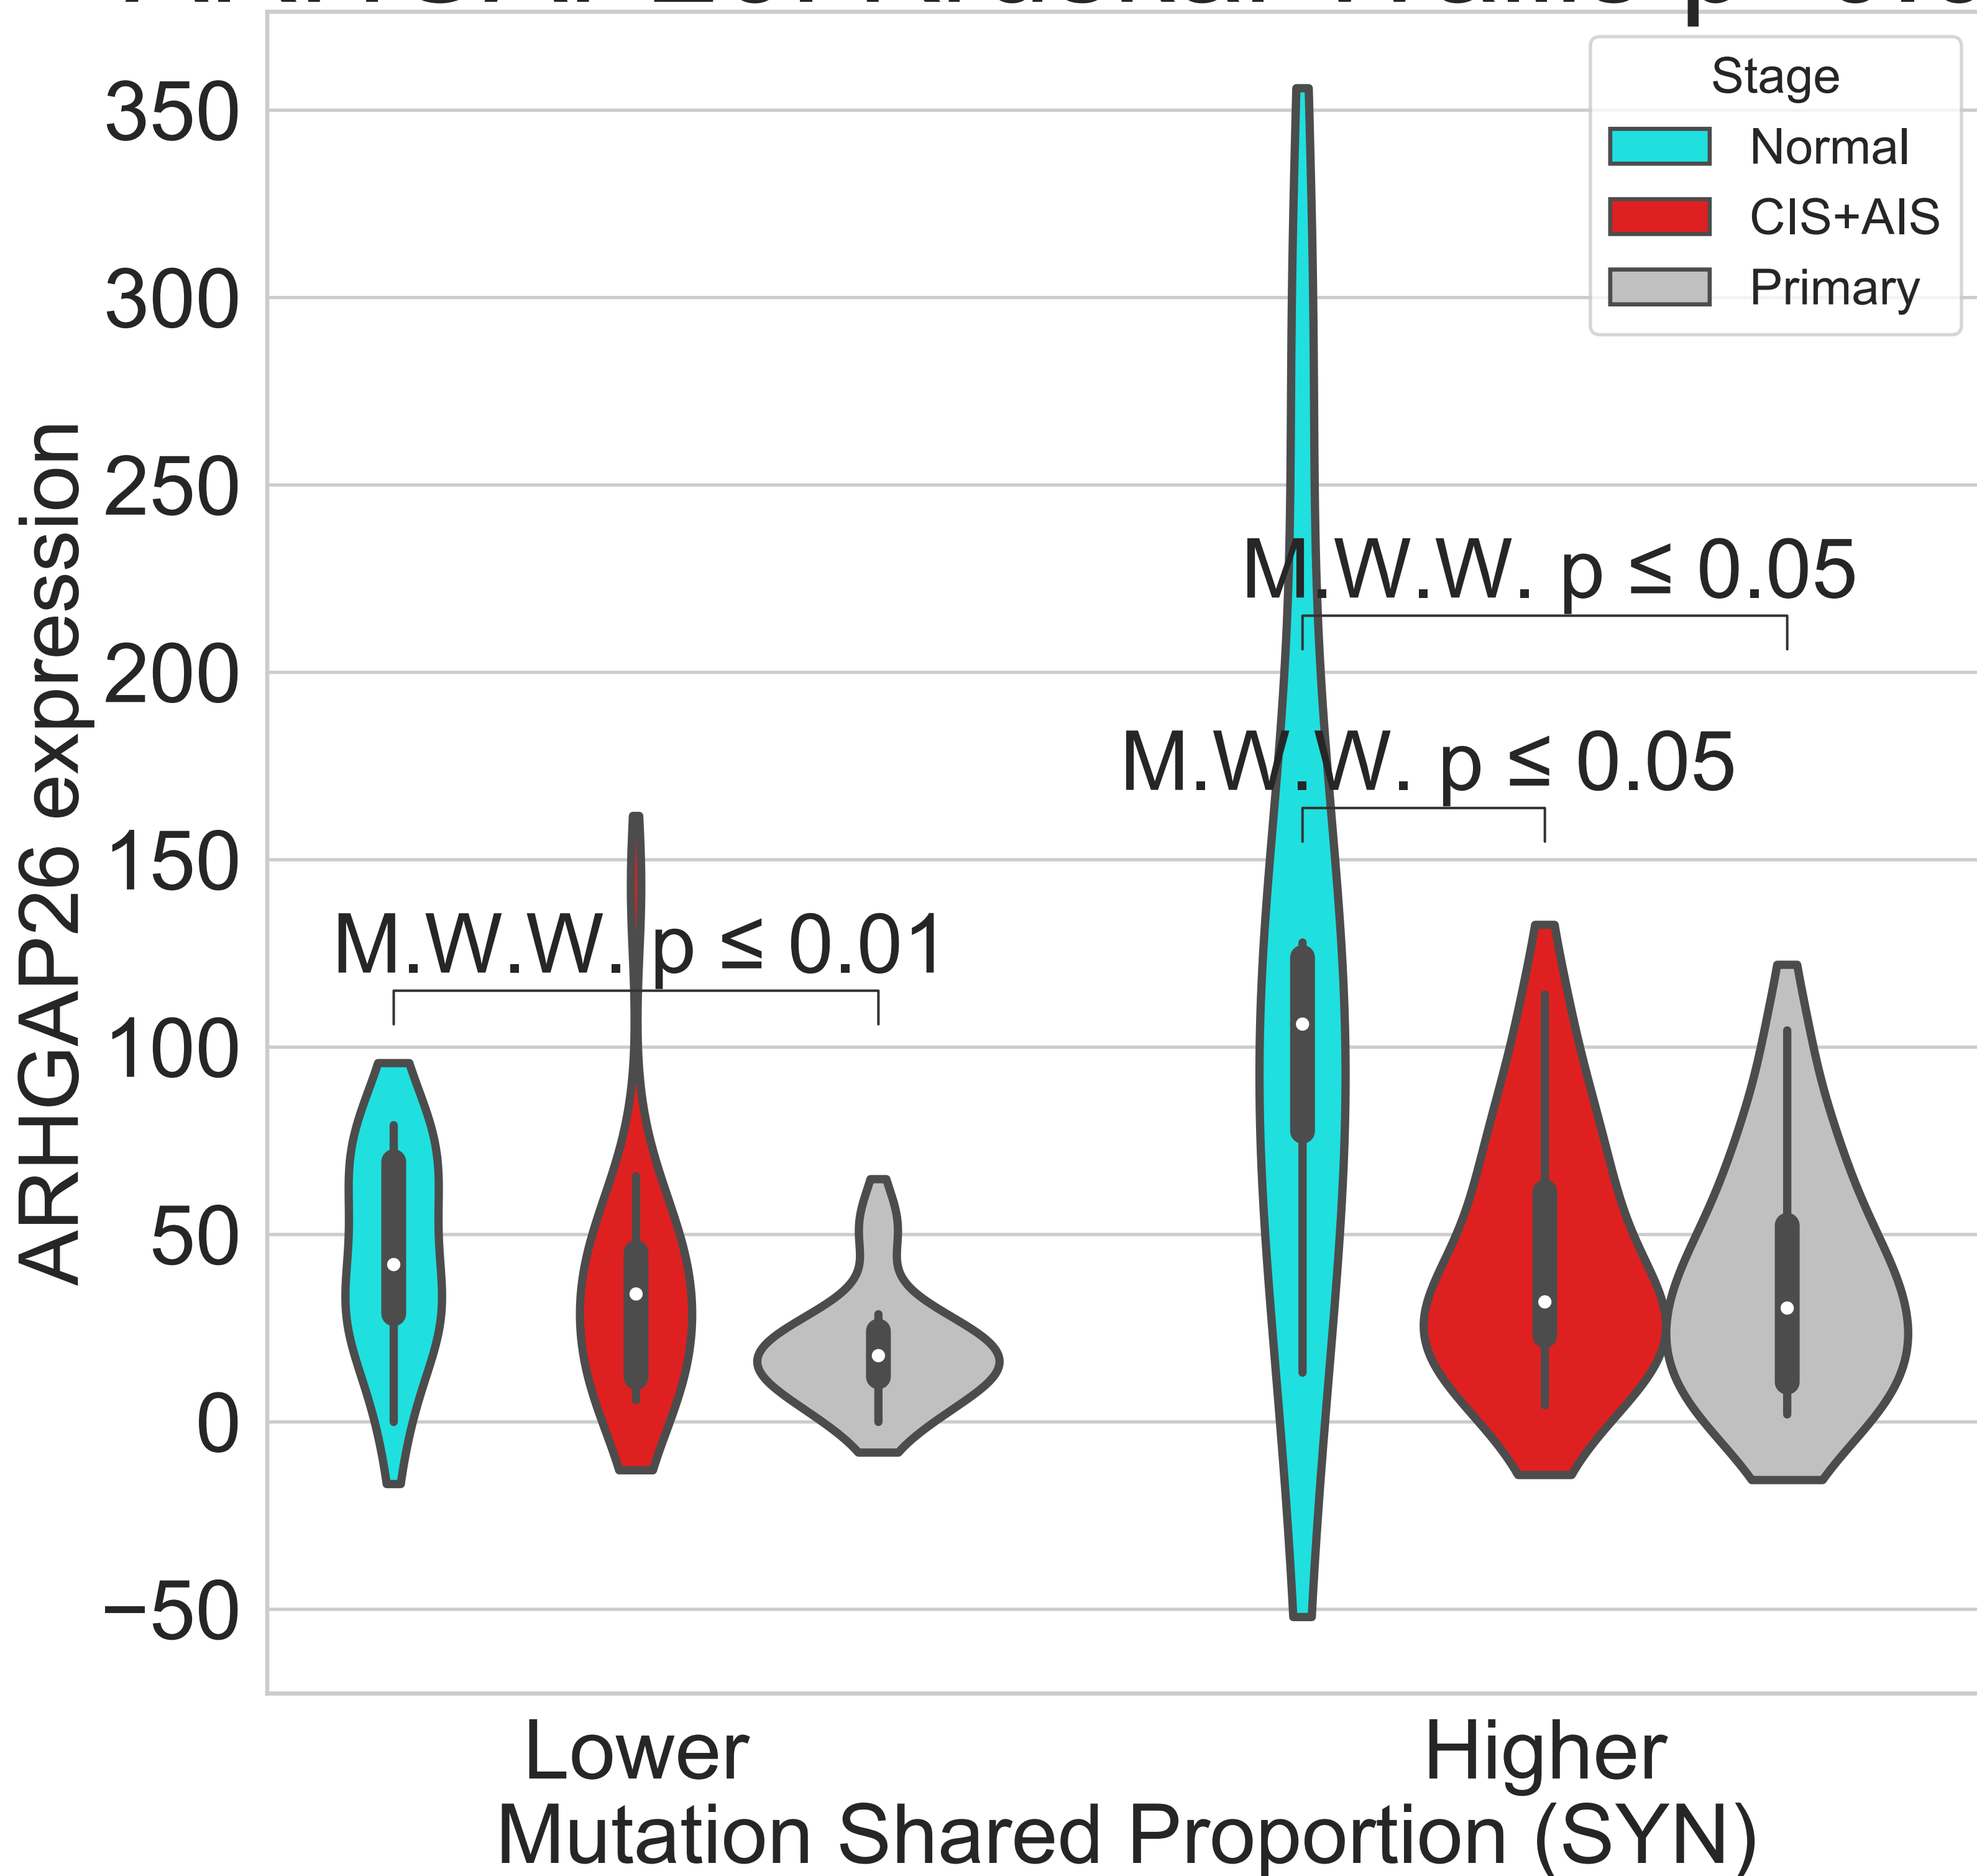 Stage
Normal
CIS+AIS
Primary
350
300
250
200
150
100
50
0
−50
ARHGAP26 expression
M.W.W. p ≤ 0.05
M.W.W. p ≤ 0.05
M.W.W. p ≤ 0.01
Lower
Higher
Mutation Shared Proportion (SYN)